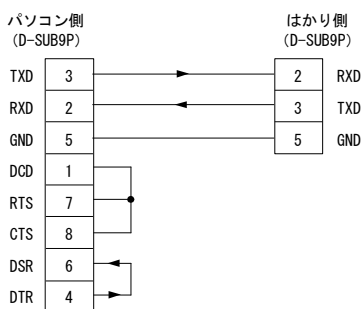 パソコン側 はかり側
(D-SUB9P) (D-SUB9P)
TXD 3 2 RXD
RXD 2 3 TXD
GND 5 5 GND
DCD 1
RTS 7
CTS 8
DSR 6
DTR 4